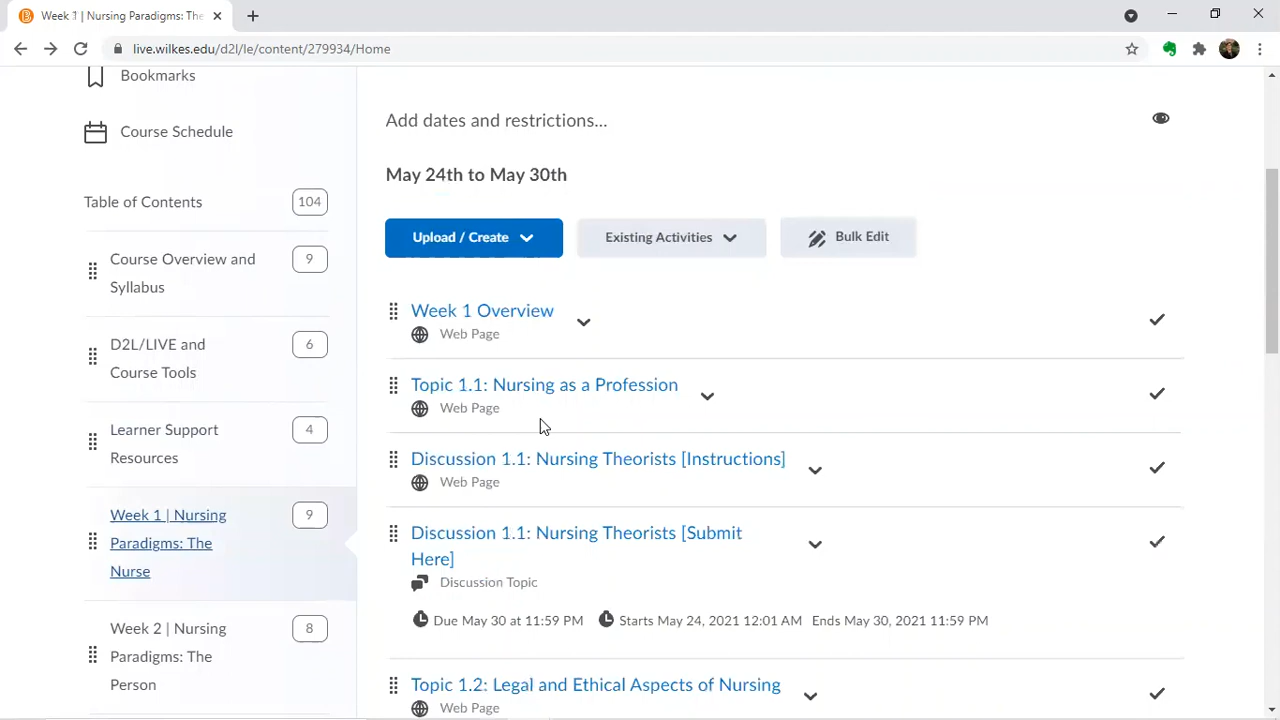 Week 1 | Nursing Paradigms: The
live.wilkes.edu/d2l/le/content/279934/Home
Bookmarks
Course Schedule
Table of Contents 104
Course Overview and
Syllabus
9
D2L/LIVE and
Course Tools
6
Learner Support
Resources
4
Week 1 | Nursing
Paradigms: The
Nurse
9
Week 2 | Nursing
Paradigms: The
Person
8
Add dates and restrictions...
May 24th to May 30th
Upload / Create Existing Activities Bulk Edit
Week 1 Overview
Web Page
Topic 1.1: Nursing as a Profession
Web Page
Discussion 1.1: Nursing Theorists [Instructions]
Web Page
Discussion 1.1: Nursing Theorists [Submit
Here]
Discussion Topic
Due May 30 at 11:59 PM Starts May 24, 2021 12:01 AM Ends May 30, 2021 11:59 PM
Topic 1.2: Legal and Ethical Aspects of Nursing
Web Page